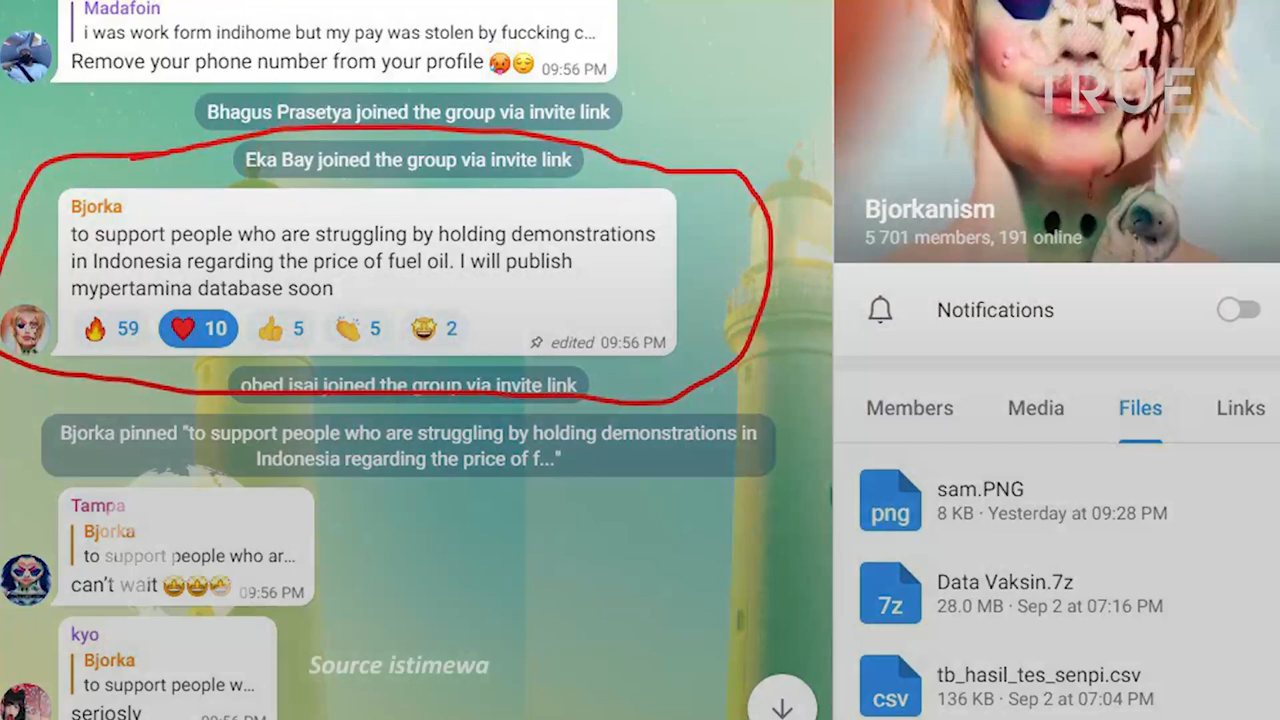 Madafoin
i was work form indihome but my pay was stolen by fuccking c...
Remove your phone number from your profile 🥵😌 09:56 PM
Bhagus Prasetya joined the group via invite link
Eka Bay joined the group via invite link
Bjorka
to support people who are struggling by holding demonstrations
in Indonesia regarding the price of fuel oil. I will publish
mypertamina database soon
🔥 59 ❤️ 10 👍 5 👏 5 🤩 2
edited 09:56 PM
obed isai joined the group via invite link
Bjorka pinned "to support people who are struggling by holding demonstrations in
Indonesia regarding the price of f..."
Tampa
Bjorka
to support people who ar...
can't wait 🤩🤩🤩 09:56 PM
kyo
Bjorka
to support people w...
seriosly 09:56 PM
Source istimewa
TRUE
Bjorkanism
5 701 members, 191 online
Notifications
Members Media Files Links
png
sam.PNG
8 KB · Yesterday at 09:28 PM
7z
Data Vaksin.7z
28.0 MB · Sep 2 at 07:16 PM
csv
tb_hasil_tes_senpi.csv
136 KB · Sep 2 at 07:04 PM